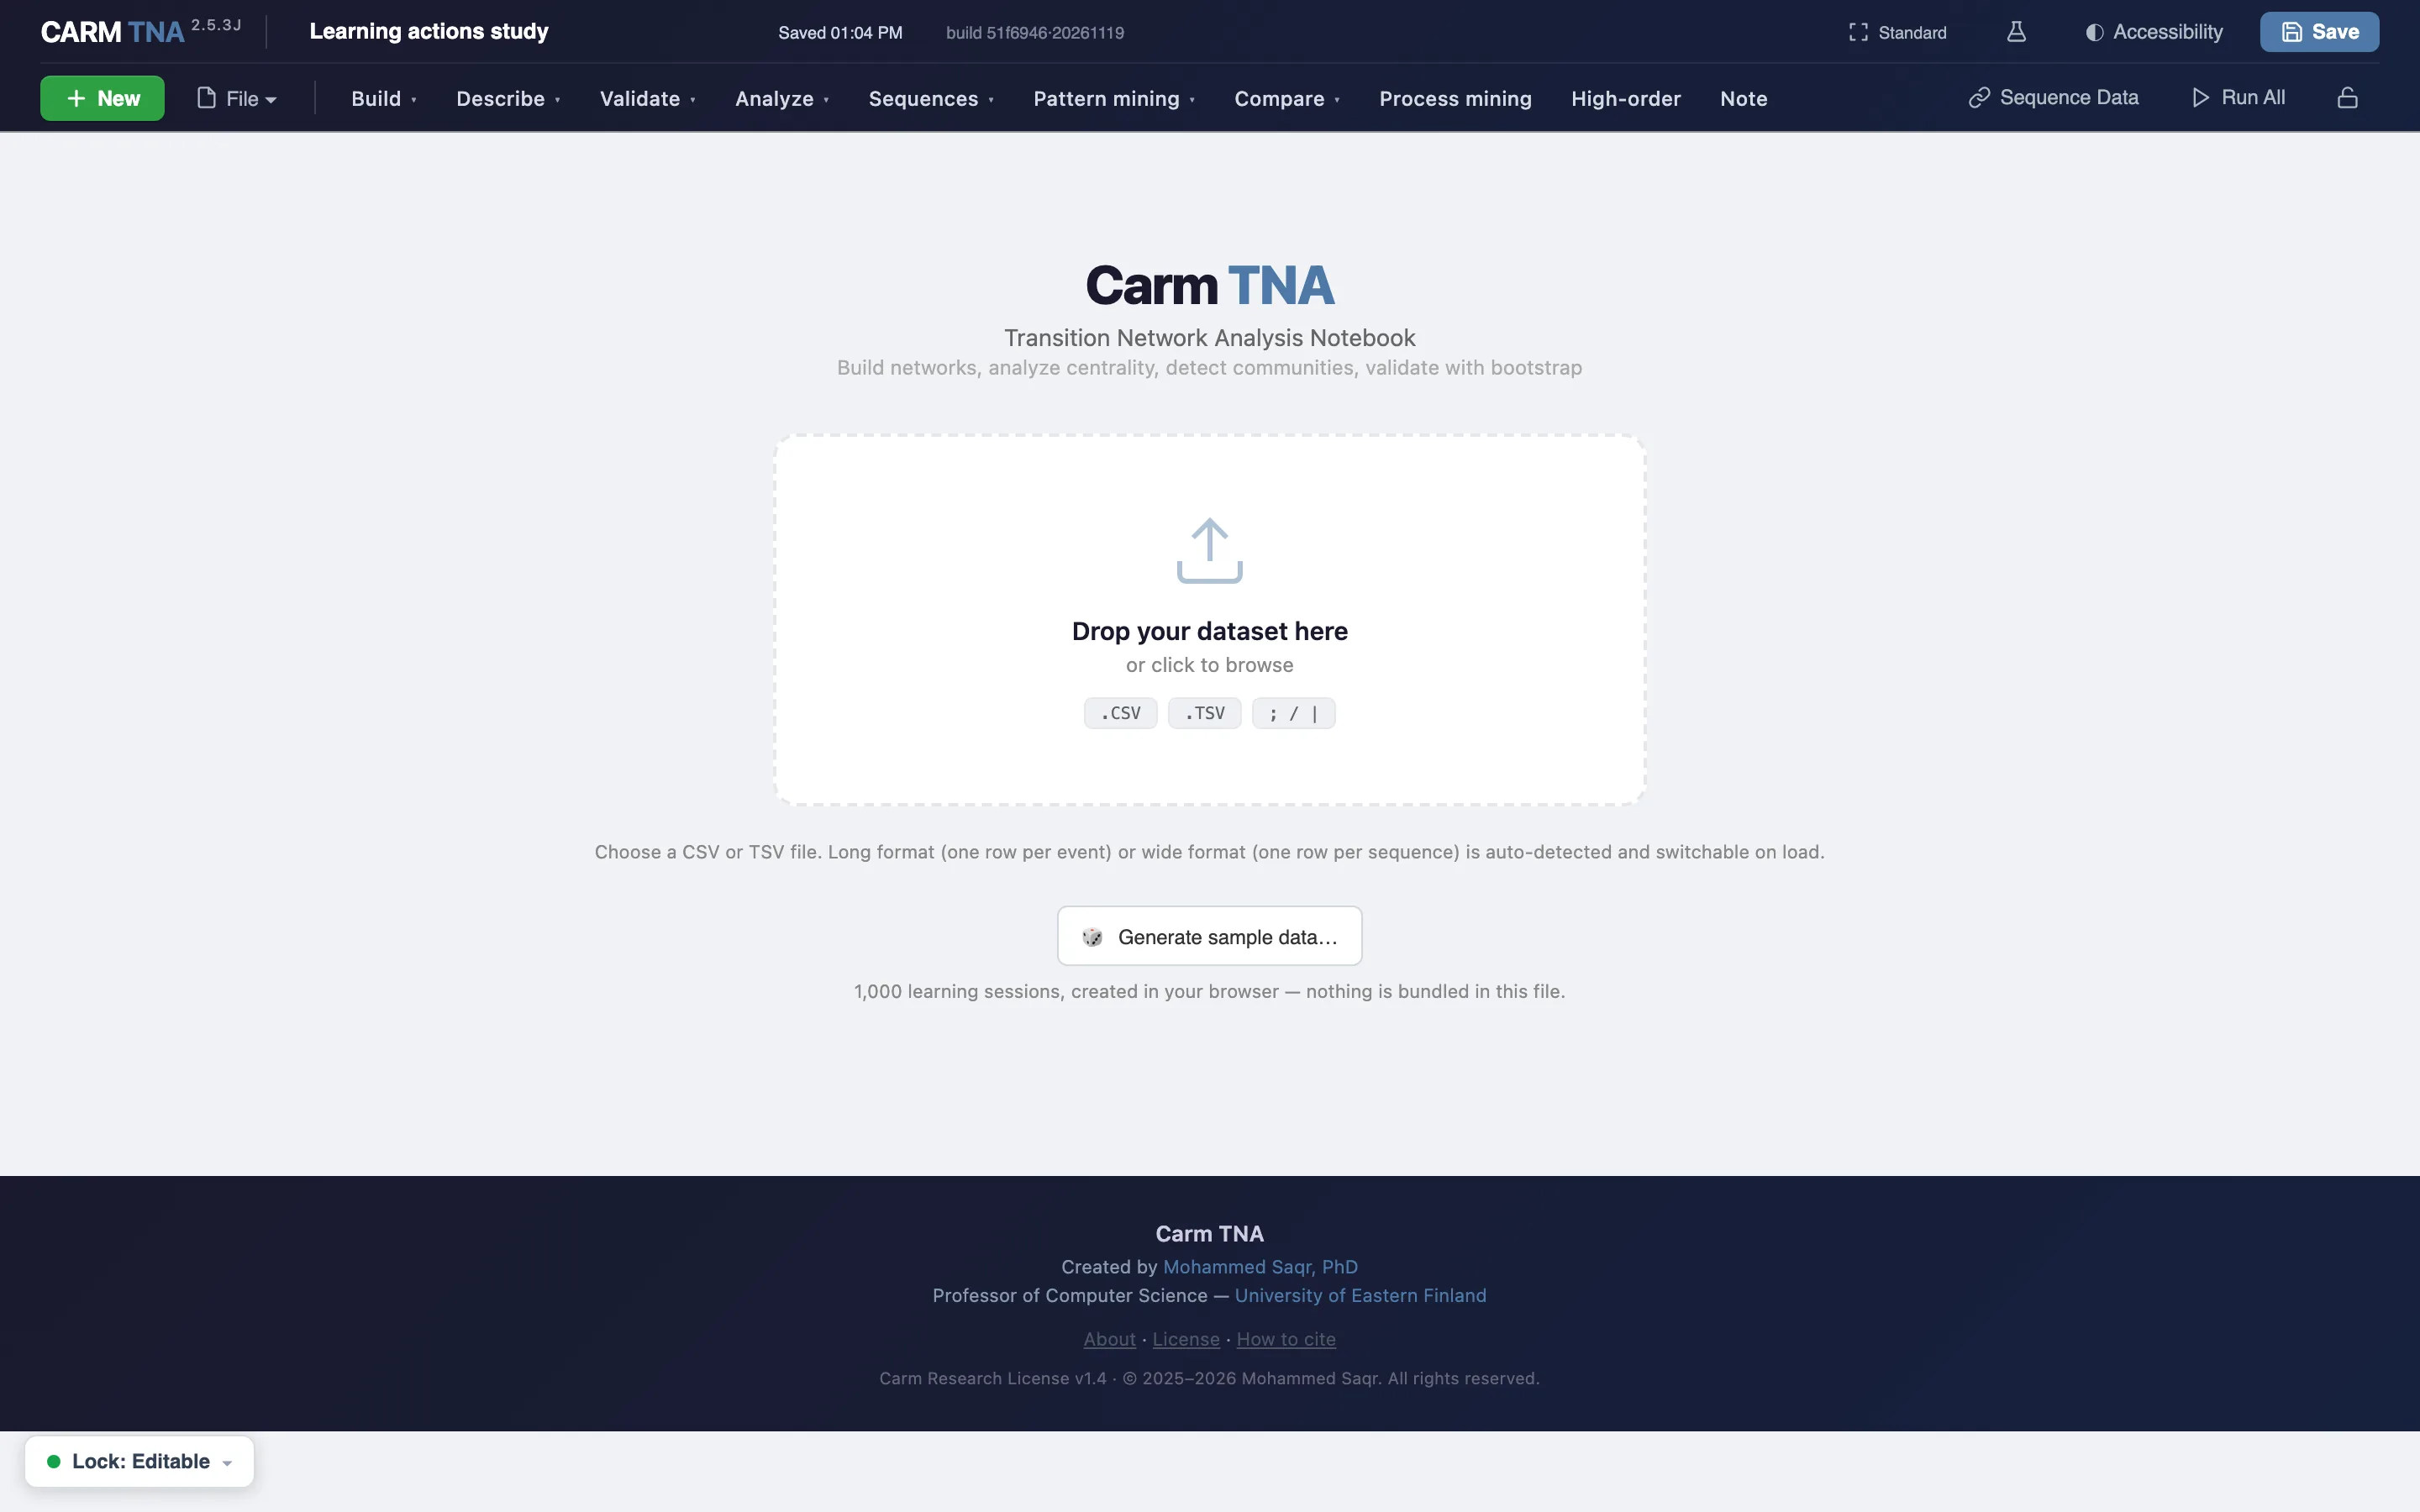 CARM TNA 2.5.3J
Learning actions study
Saved 01:04 PM
build 51f6946·20261119
Standard
Accessibility
Save
+ New
File
Build
Describe
Validate
Analyze
Sequences
Pattern mining
Compare
Process mining
High-order
Note
Sequence Data
Run All
Carm TNA
Transition Network Analysis Notebook
Build networks, analyze centrality, detect communities, validate with bootstrap
Drop your dataset here
or click to browse
.CSV .TSV ; / |
Choose a CSV or TSV file. Long format (one row per event) or wide format (one row per sequence) is auto-detected and switchable on load.
Generate sample data…
1,000 learning sessions, created in your browser — nothing is bundled in this file.
Carm TNA
Created by Mohammed Saqr, PhD
Professor of Computer Science — University of Eastern Finland
About · License · How to cite
Carm Research License v1.4 · © 2025–2026 Mohammed Saqr. All rights reserved.
Lock: Editable